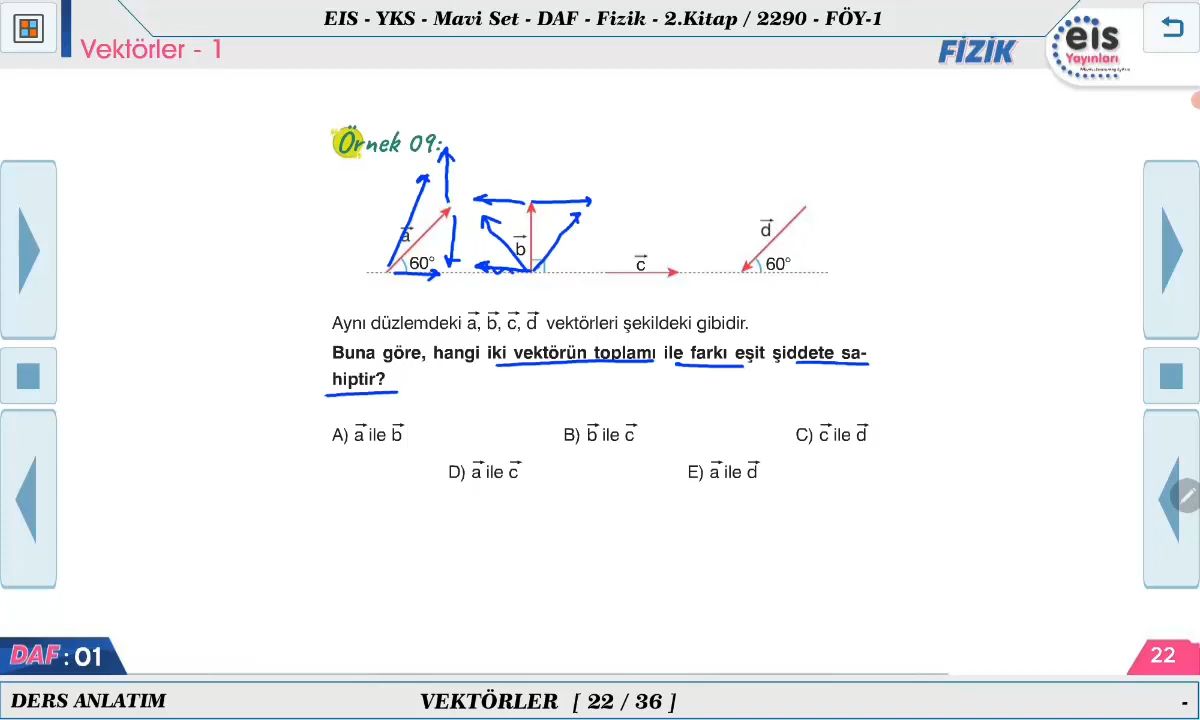 EIS - YKS - Mavi Set - DAF - Fizik - 2.Kitap / 2290 - FÖY-1
Vektörler - 1
FİZİK
eis
Yayınları
Örnek 09:
a
60°
b
c
d
60°
Aynı düzlemdeki a, b, c, d vektörleri şekildeki gibidir.
Buna göre, hangi iki vektörün toplamı ile farkı eşit şiddete sa-
hiptir?
A) a ile b
B) b ile c
C) c ile d
D) a ile c
E) a ile d
DAF : 01
22
DERS ANLATIM
VEKTÖRLER [ 22 / 36 ]
-